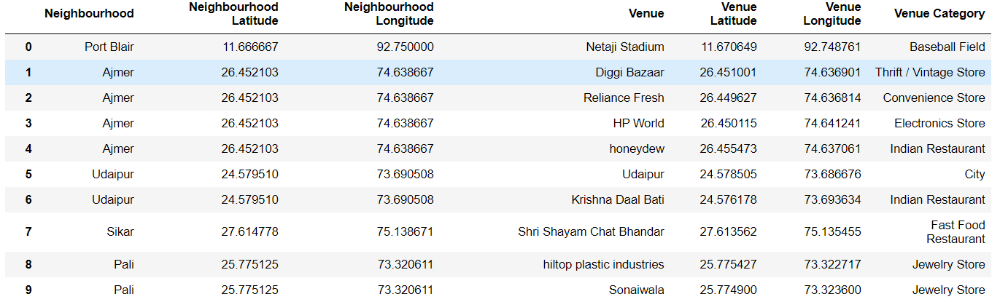 Neighbourhood Neighbourhood Latitude Neighbourhood Longitude Venue Venue Latitude Venue Longitude Venue Category
0 Port Blair 11.666667 92.750000 Netaji Stadium 11.670649 92.748761 Baseball Field
1 Ajmer 26.452103 74.638667 Diggi Bazaar 26.451001 74.636901 Thrift / Vintage Store
2 Ajmer 26.452103 74.638667 Reliance Fresh 26.449627 74.636814 Convenience Store
3 Ajmer 26.452103 74.638667 HP World 26.450115 74.641241 Electronics Store
4 Ajmer 26.452103 74.638667 honeydew 26.455473 74.637061 Indian Restaurant
5 Udaipur 24.579510 73.690508 Udaipur 24.578505 73.686676 City
6 Udaipur 24.579510 73.690508 Krishna Daal Bati 24.576178 73.693634 Indian Restaurant
7 Sikar 27.614778 75.138671 Shri Shayam Chat Bhandar 27.613562 75.135455 Fast Food Restaurant
8 Pali 25.775125 73.320611 hiltop plastic industries 25.775427 73.322717 Jewelry Store
9 Pali 25.775125 73.320611 Sonaiwala 25.774900 73.323600 Jewelry Store